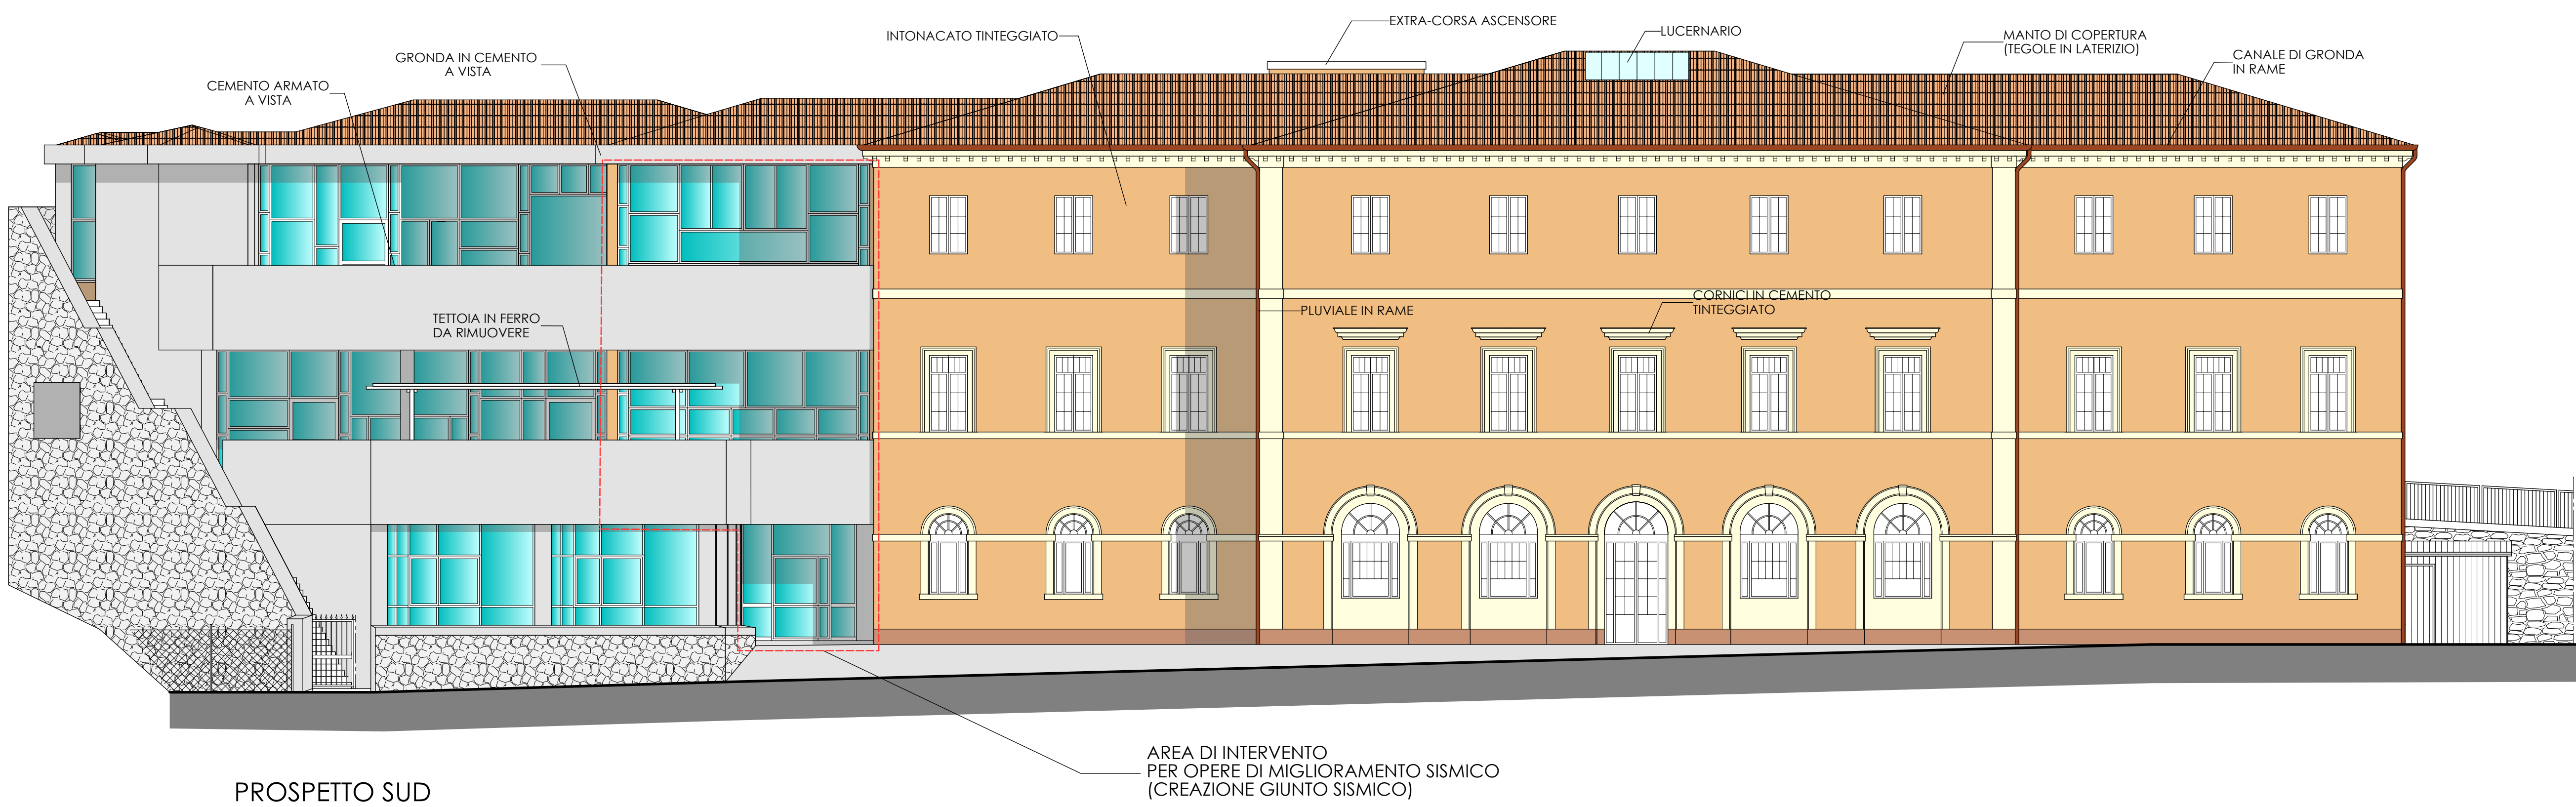 EXTRA-CORSA ASCENSORE
LUCERNARIO
INTONACATO TINTEGGIATO
MANTO DI COPERTURA
(TEGOLE IN LATERIZIO)
CANALE DI GRONDA
IN RAME
GRONDA IN CEMENTO
A VISTA
CEMENTO ARMATO
A VISTA
CORNICI IN CEMENTO
TINTEGGIATO
PLUVIALE IN RAME
TETTOIA IN FERRO
DA RIMUOVERE
AREA DI INTERVENTO
PER OPERE DI MIGLIORAMENTO SISMICO
(CREAZIONE GIUNTO SISMICO)
PROSPETTO SUD